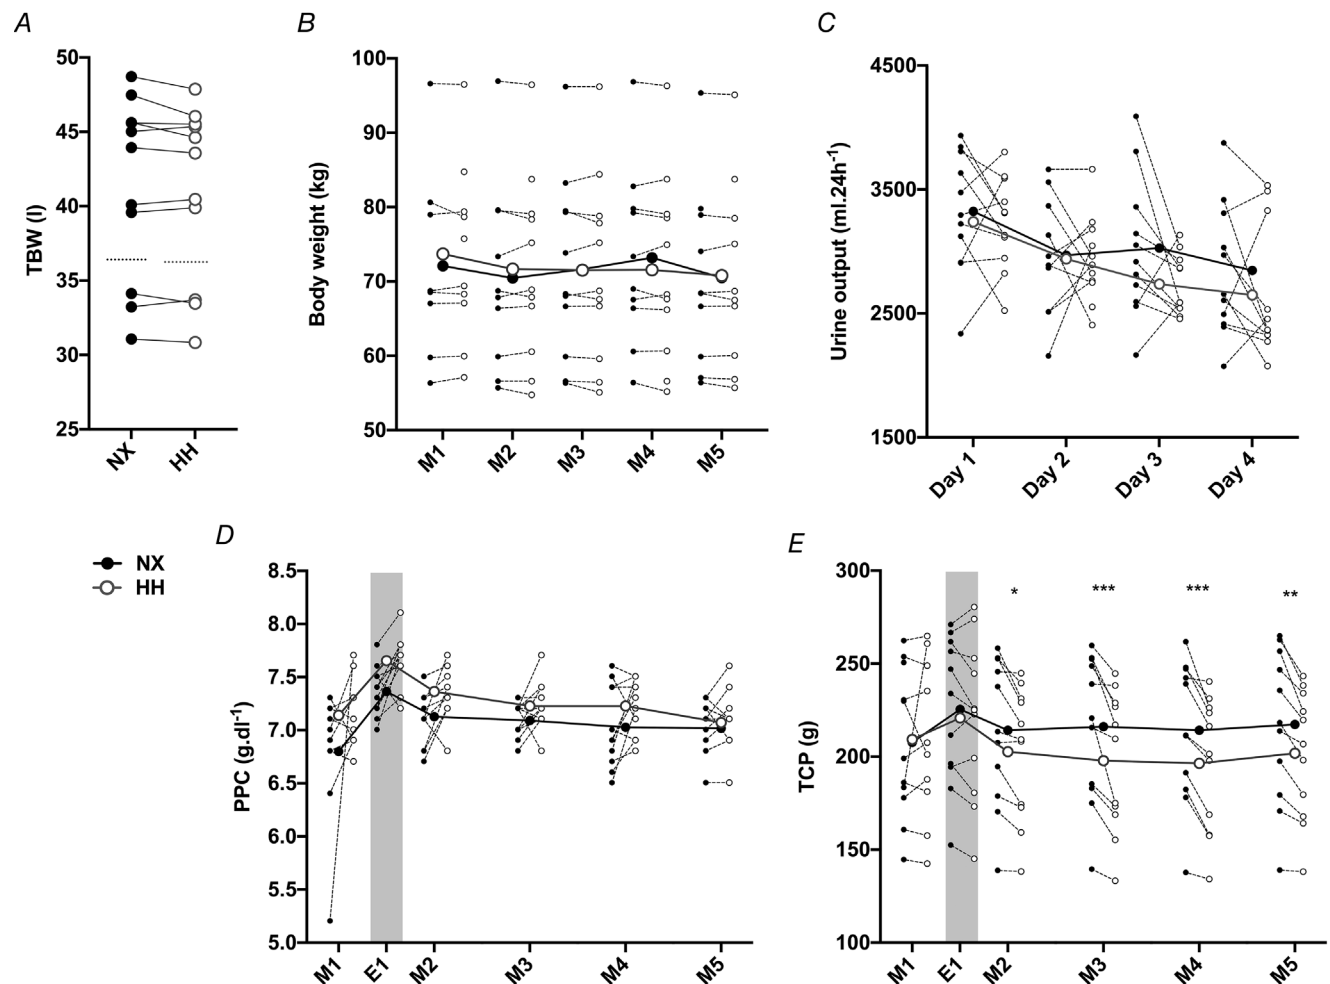 A
TBW (l)
50
45
40
35
30
25
NX
HH
B
Body weight (kg)
100
90
80
70
60
50
M1
M2
M3
M4
M5
C
Urine output (ml.24h-1)
4500
3500
2500
1500
Day 1
Day 2
Day 3
Day 4
NX
HH
D
PPC (g.dl-1)
8.5
8.0
7.5
7.0
6.5
6.0
5.5
5.0
M1
E1
M2
M3
M4
M5
E
TCP (g)
300
250
200
150
100
*
***
***
**
M1
E1
M2
M3
M4
M5